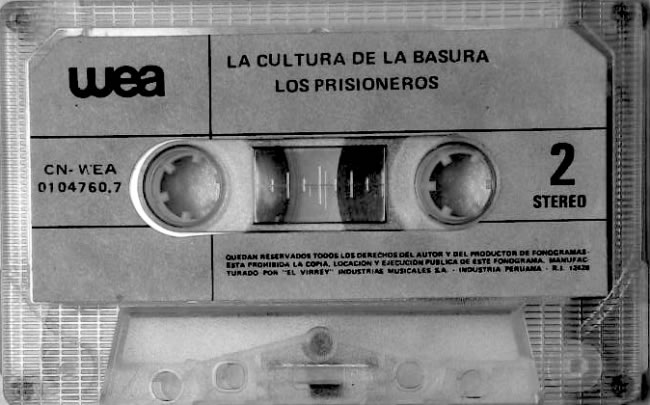 wea
LA CULTURA DE LA BASURA
LOS PRISIONEROS
CN-WEA
0104760.7
2
STEREO
QUEDAN RESERVADOS TODOS LOS DERECHOS DEL AUTOR Y DEL PRODUCTOR DE FONOGRAMAS-
ESTA PROHIBIDA LA COPIA, LOCACION Y EJECUCION PUBLICA DE ESTE FONOGRAMA. MANUFAC-
TURADO POR "EL VIRREY" INDUSTRIAS MUSICALES S.A. - INDUSTRIA PERUANA - R.I.